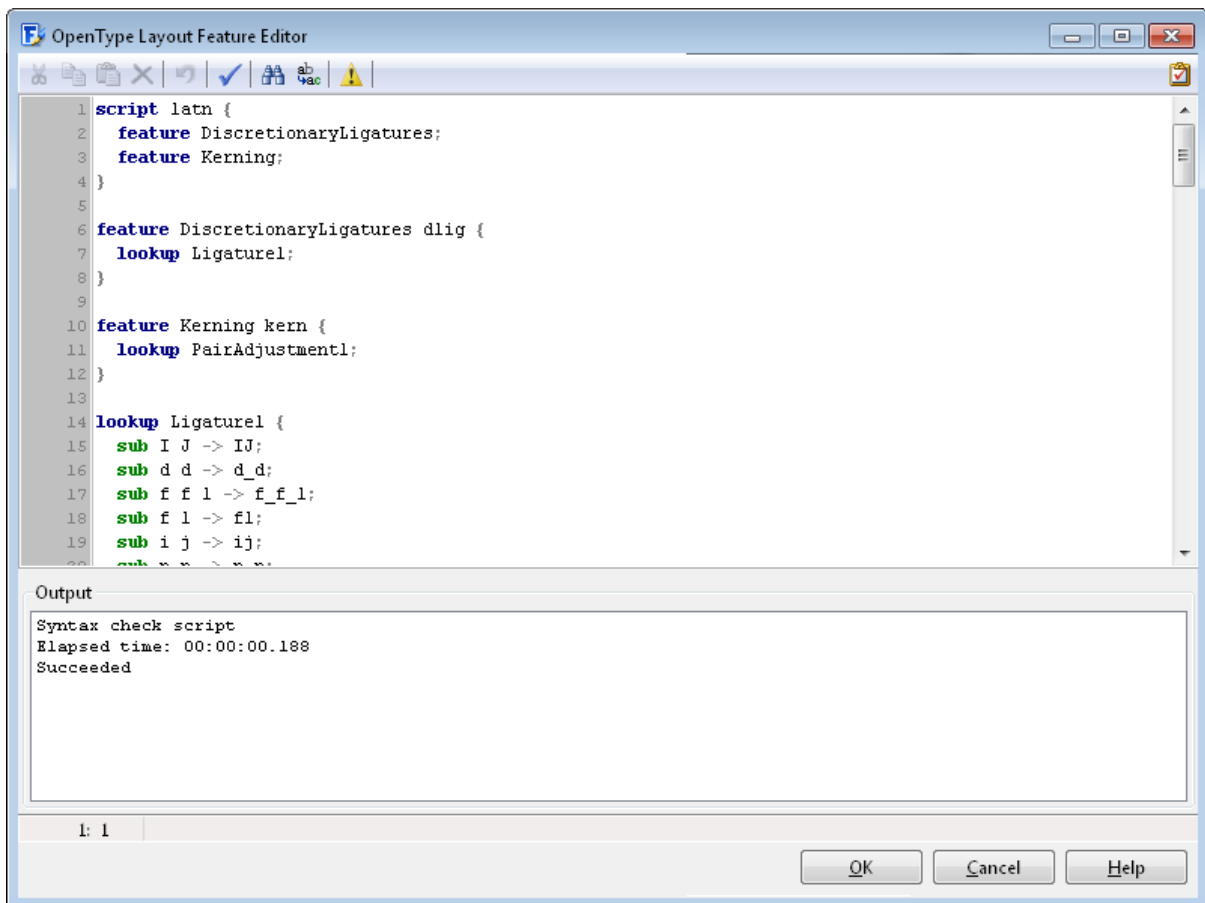 OpenType Layout Feature Editor
ab
ac
1 script latn {
2 feature DiscretionaryLigatures;
3 feature Kerning;
4 }
5
6 feature DiscretionaryLigatures dlig {
7 lookup Ligature1;
8 }
9
10 feature Kerning kern {
11 lookup PairAdjustment1;
12 }
13
14 lookup Ligature1 {
15 sub I J -> IJ;
16 sub d d -> d_d;
17 sub f f l -> f_f_l;
18 sub f l -> fl;
19 sub i j -> ij;
Output
Syntax check script
Elapsed time: 00:00:00.188
Succeeded
1: 1
OK Cancel Help